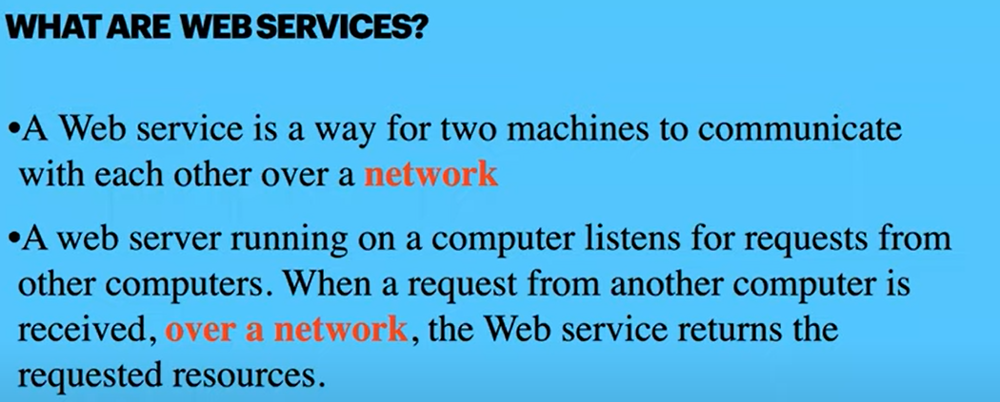 WHAT ARE WEB SERVICES?
•A Web service is a way for two machines to communicate
with each other over a network
•A web server running on a computer listens for requests from
other computers. When a request from another computer is
received, over a network, the Web service returns the
requested resources.